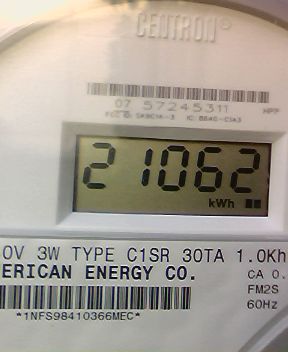 CENTRON®
07 57245311
21062
kWh
0V 3W TYPE C1SR 30TA 1.0Kh
ERICAN ENERGY CO.
CA 0.
FM2S
60Hz
*1NFS98410366MEC*